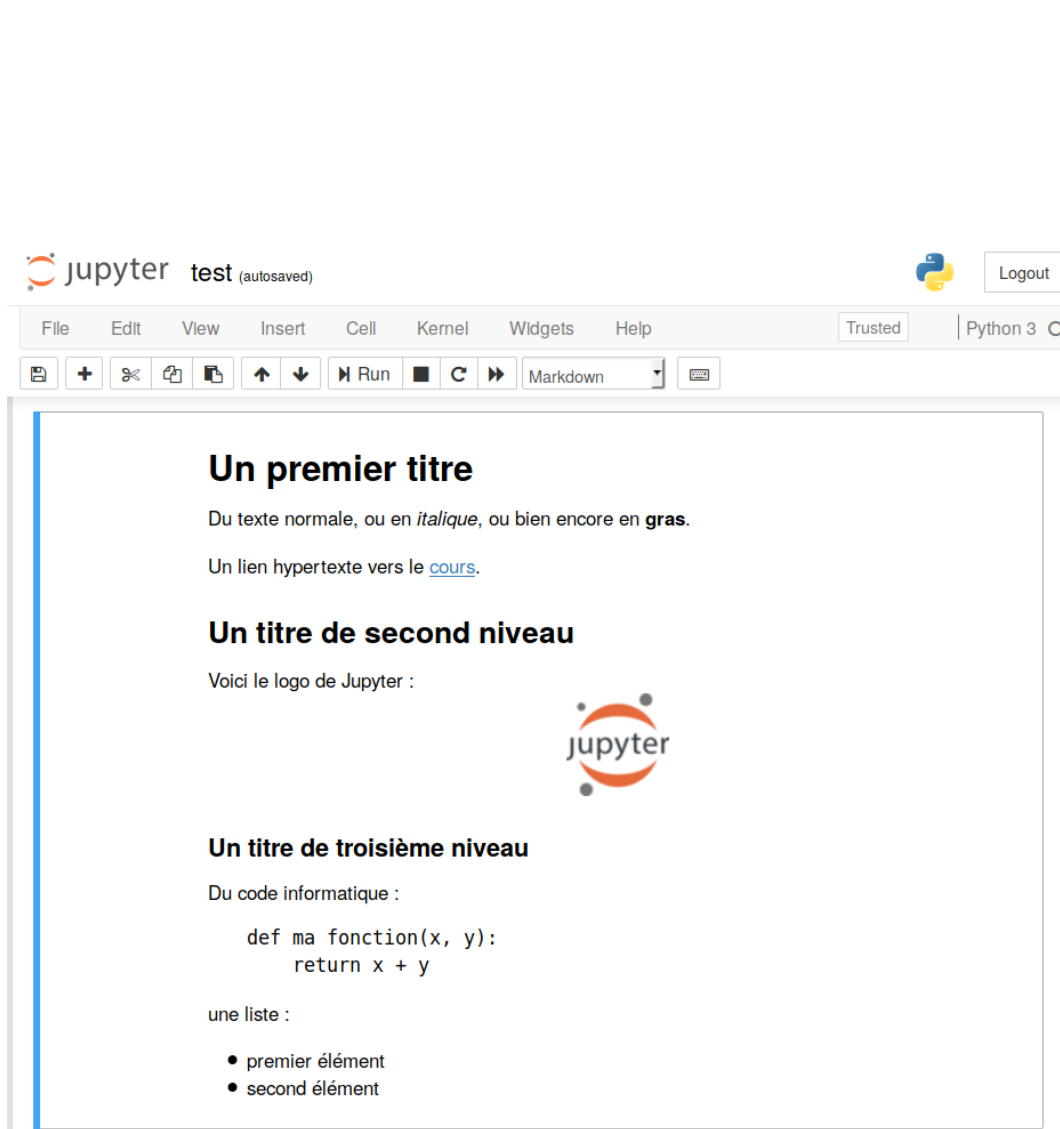 jupyter test (autosaved) Logout
File Edit View Insert Cell Kernel Widgets Help Trusted Python 3
Run Markdown
Un premier titre
Du texte normale, ou en italique, ou bien encore en gras.
Un lien hypertexte vers le cours.
Un titre de second niveau
Voici le logo de Jupyter :
jupyter
Un titre de troisième niveau
Du code informatique :
def ma fonction(x, y):
    return x + y
une liste :
• premier élément
• second élément